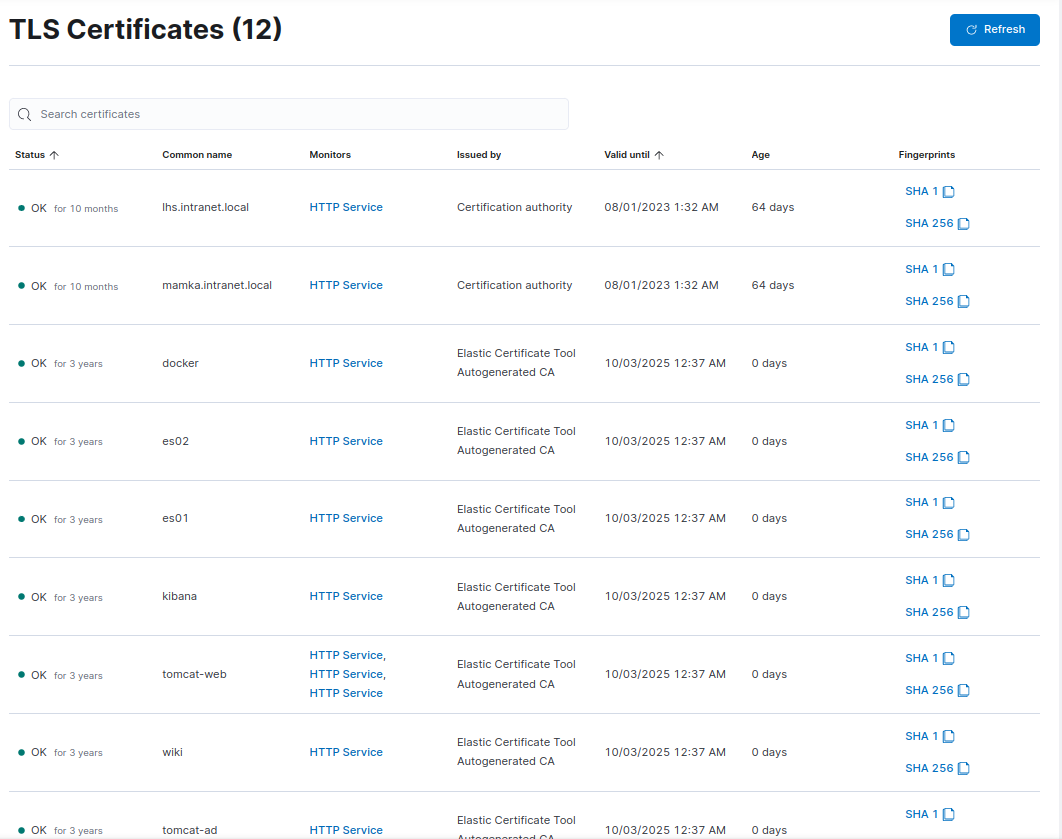 TLS Certificates (12)
Refresh
Search certificates
Status Common name Monitors Issued by Valid until Age Fingerprints
SHA 1
OK for 10 months lhs.intranet.local HTTP Service Certification authority 08/01/2023 1:32 AM 64 days
SHA 256
SHA 1
OK for 10 months mamka.intranet.local HTTP Service Certification authority 08/01/2023 1:32 AM 64 days
SHA 256
SHA 1
Elastic Certificate Tool
OK for 3 years docker HTTP Service 10/03/2025 12:37 AM 0 days
Autogenerated CA
SHA 256
SHA 1
Elastic Certificate Tool
OK for 3 years es02 HTTP Service 10/03/2025 12:37 AM 0 days
Autogenerated CA
SHA 256
SHA 1
Elastic Certificate Tool
OK for 3 years es01 HTTP Service 10/03/2025 12:37 AM 0 days
Autogenerated CA
SHA 256
SHA 1
Elastic Certificate Tool
OK for 3 years kibana HTTP Service 10/03/2025 12:37 AM 0 days
Autogenerated CA
SHA 256
HTTP Service,
SHA 1
Elastic Certificate Tool
OK for 3 years tomcat-web HTTP Service, 10/03/2025 12:37 AM 0 days
Autogenerated CA
HTTP Service
SHA 256
SHA 1
Elastic Certificate Tool
OK for 3 years wiki HTTP Service 10/03/2025 12:37 AM 0 days
Autogenerated CA
SHA 256
SHA 1
Elastic Certificate Tool
OK for 3 years tomcat-ad HTTP Service 10/03/2025 12:37 AM 0 days
Autogenerated CA